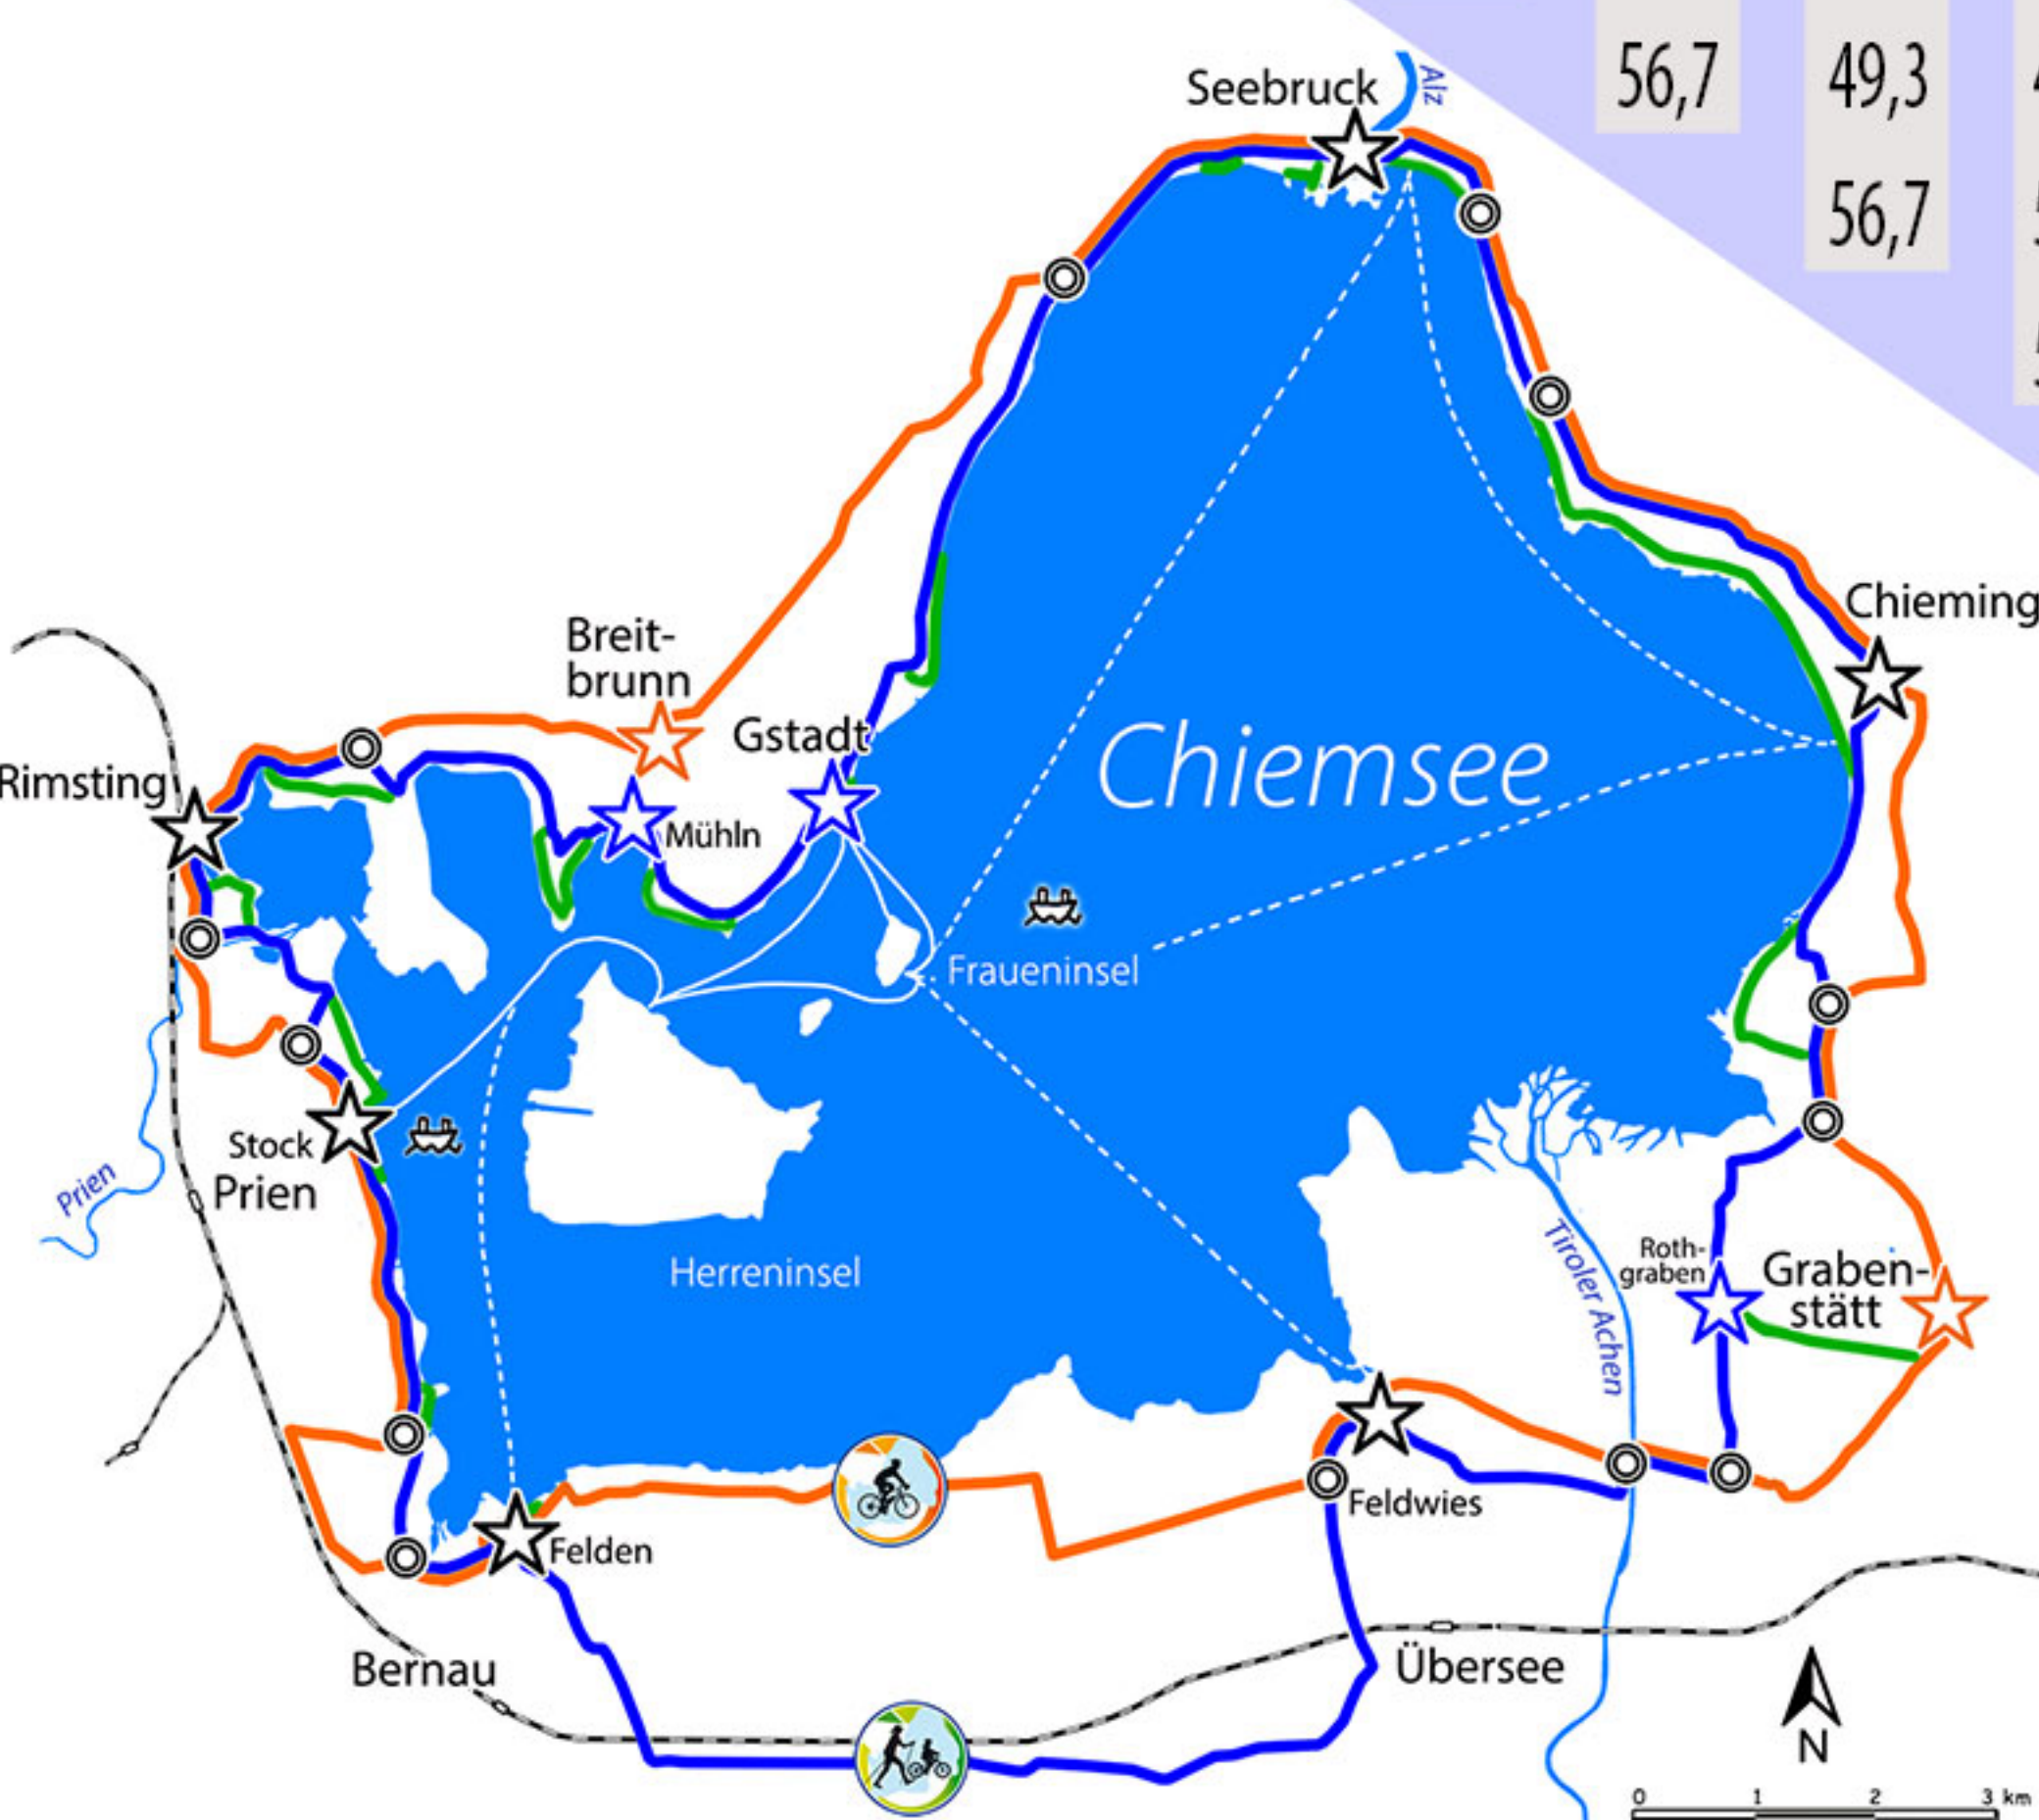 56,7
49,3
56,7
Seebruck
Alz
Chieming
Breit-
brunn
Gstadt
Rimsting
Mühln
Chiemsee
Fraueninsel
Stock
Prien
Prien
Herreninsel
Tiroler Achen
Roth-
graben
Graben-
stätt
Feldwies
Felden
Bernau
Übersee
N
0 1 2 3 km